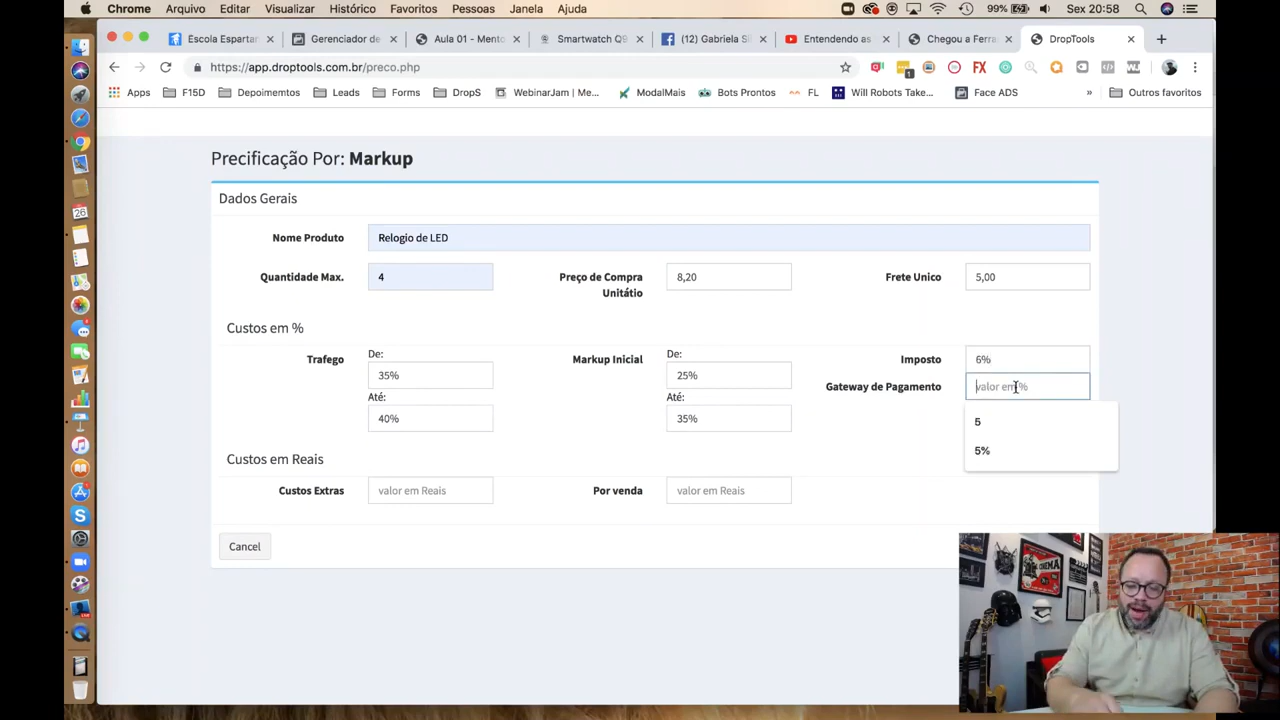 Chrome Arquivo Editar Visualizar Histórico Favoritos Pessoas Janela Ajuda 99% Sex 20:58
Escola Espartan Gerenciador de Aula 01 - Mento Smartwatch Q9 (12) Gabriela Sil Entendendo as Chegou a Ferra DropTools
https://app.droptools.com.br/preco.php
Apps F15D Depoimentos Leads Forms DropS WebinarJam | Me... ModalMais Bots Prontos FL Will Robots Take... Face ADS » Outros favoritos
Precificação Por: Markup
Dados Gerais
Nome Produto Relogio de LED
Quantidade Max. 4 Preço de Compra Unitátio 8,20 Frete Unico 5,00
Custos em %
Trafego De: Markup Inicial De: Imposto 6%
35% 25%
Gateway de Pagamento valor em %
Até: Até:
40% 35%
5
5%
Custos em Reais
Custos Extras valor em Reais Por venda valor em Reais
Cancel
CINEMA